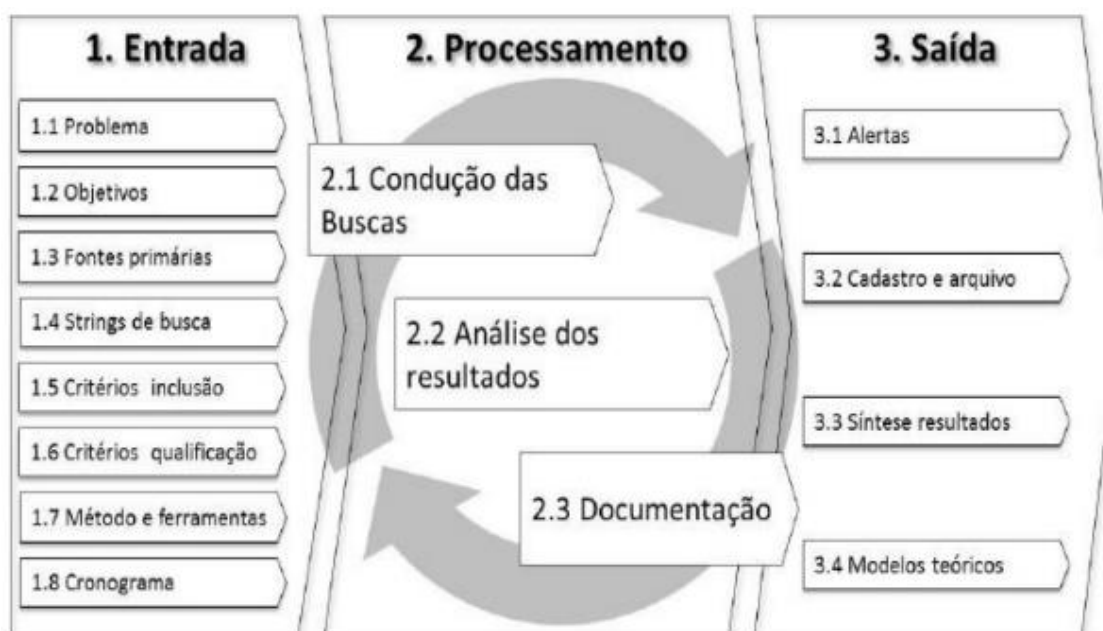 1. Entrada
1.1 Problema
1.2 Objetivos
1.3 Fontes primárias
1.4 Strings de busca
1.5 Critérios inclusão
1.6 Critérios qualificação
1.7 Método e ferramentas
1.8 Cronograma
2. Processamento
2.1 Condução das
Buscas
2.2 Análise dos
resultados
2.3 Documentação
3. Saída
3.1 Alertas
3.2 Cadastro e arquivo
3.3 Síntese resultados
3.4 Modelos teóricos